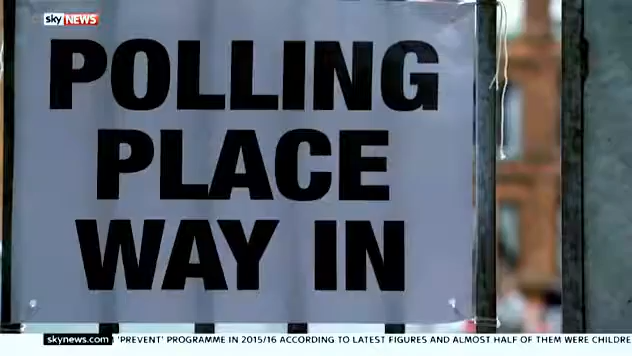 sky NEWS
POLLING
PLACE
WAY IN
skynews.com 'PREVENT' PROGRAMME IN 2015/16 ACCORDING TO LATEST FIGURES AND ALMOST HALF OF THEM WERE CHILDRE